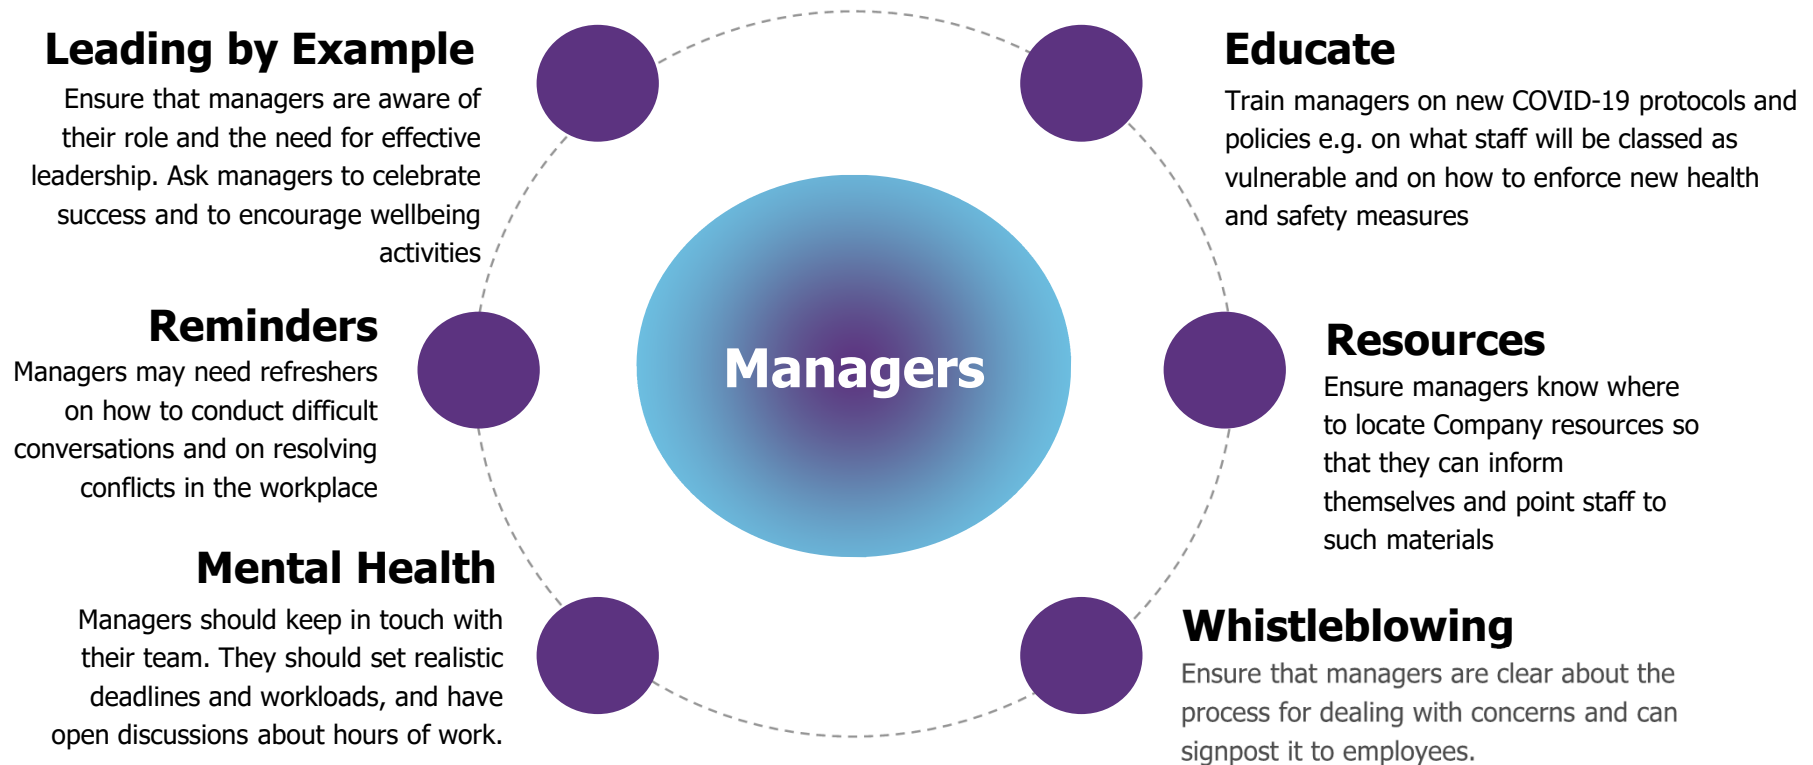 Leading by Example
Ensure that managers are aware of
their role and the need for effective
leadership. Ask managers to celebrate
success and to encourage wellbeing
activities
Reminders
Managers may need refreshers
on how to conduct difficult
conversations and on resolving
conflicts in the workplace
Mental Health
Managers should keep in touch with
their team. They should set realistic
deadlines and workloads, and have
open discussions about hours of work.
Managers
Educate
Train managers on new COVID-19 protocols and
policies e.g. on what staff will be classed as
vulnerable and on how to enforce new health
and safety measures
Resources
Ensure managers know where
to locate Company resources so
that they can inform
themselves and point staff to
such materials
Whistleblowing
Ensure that managers are clear about the
process for dealing with concerns and can
signpost it to employees.